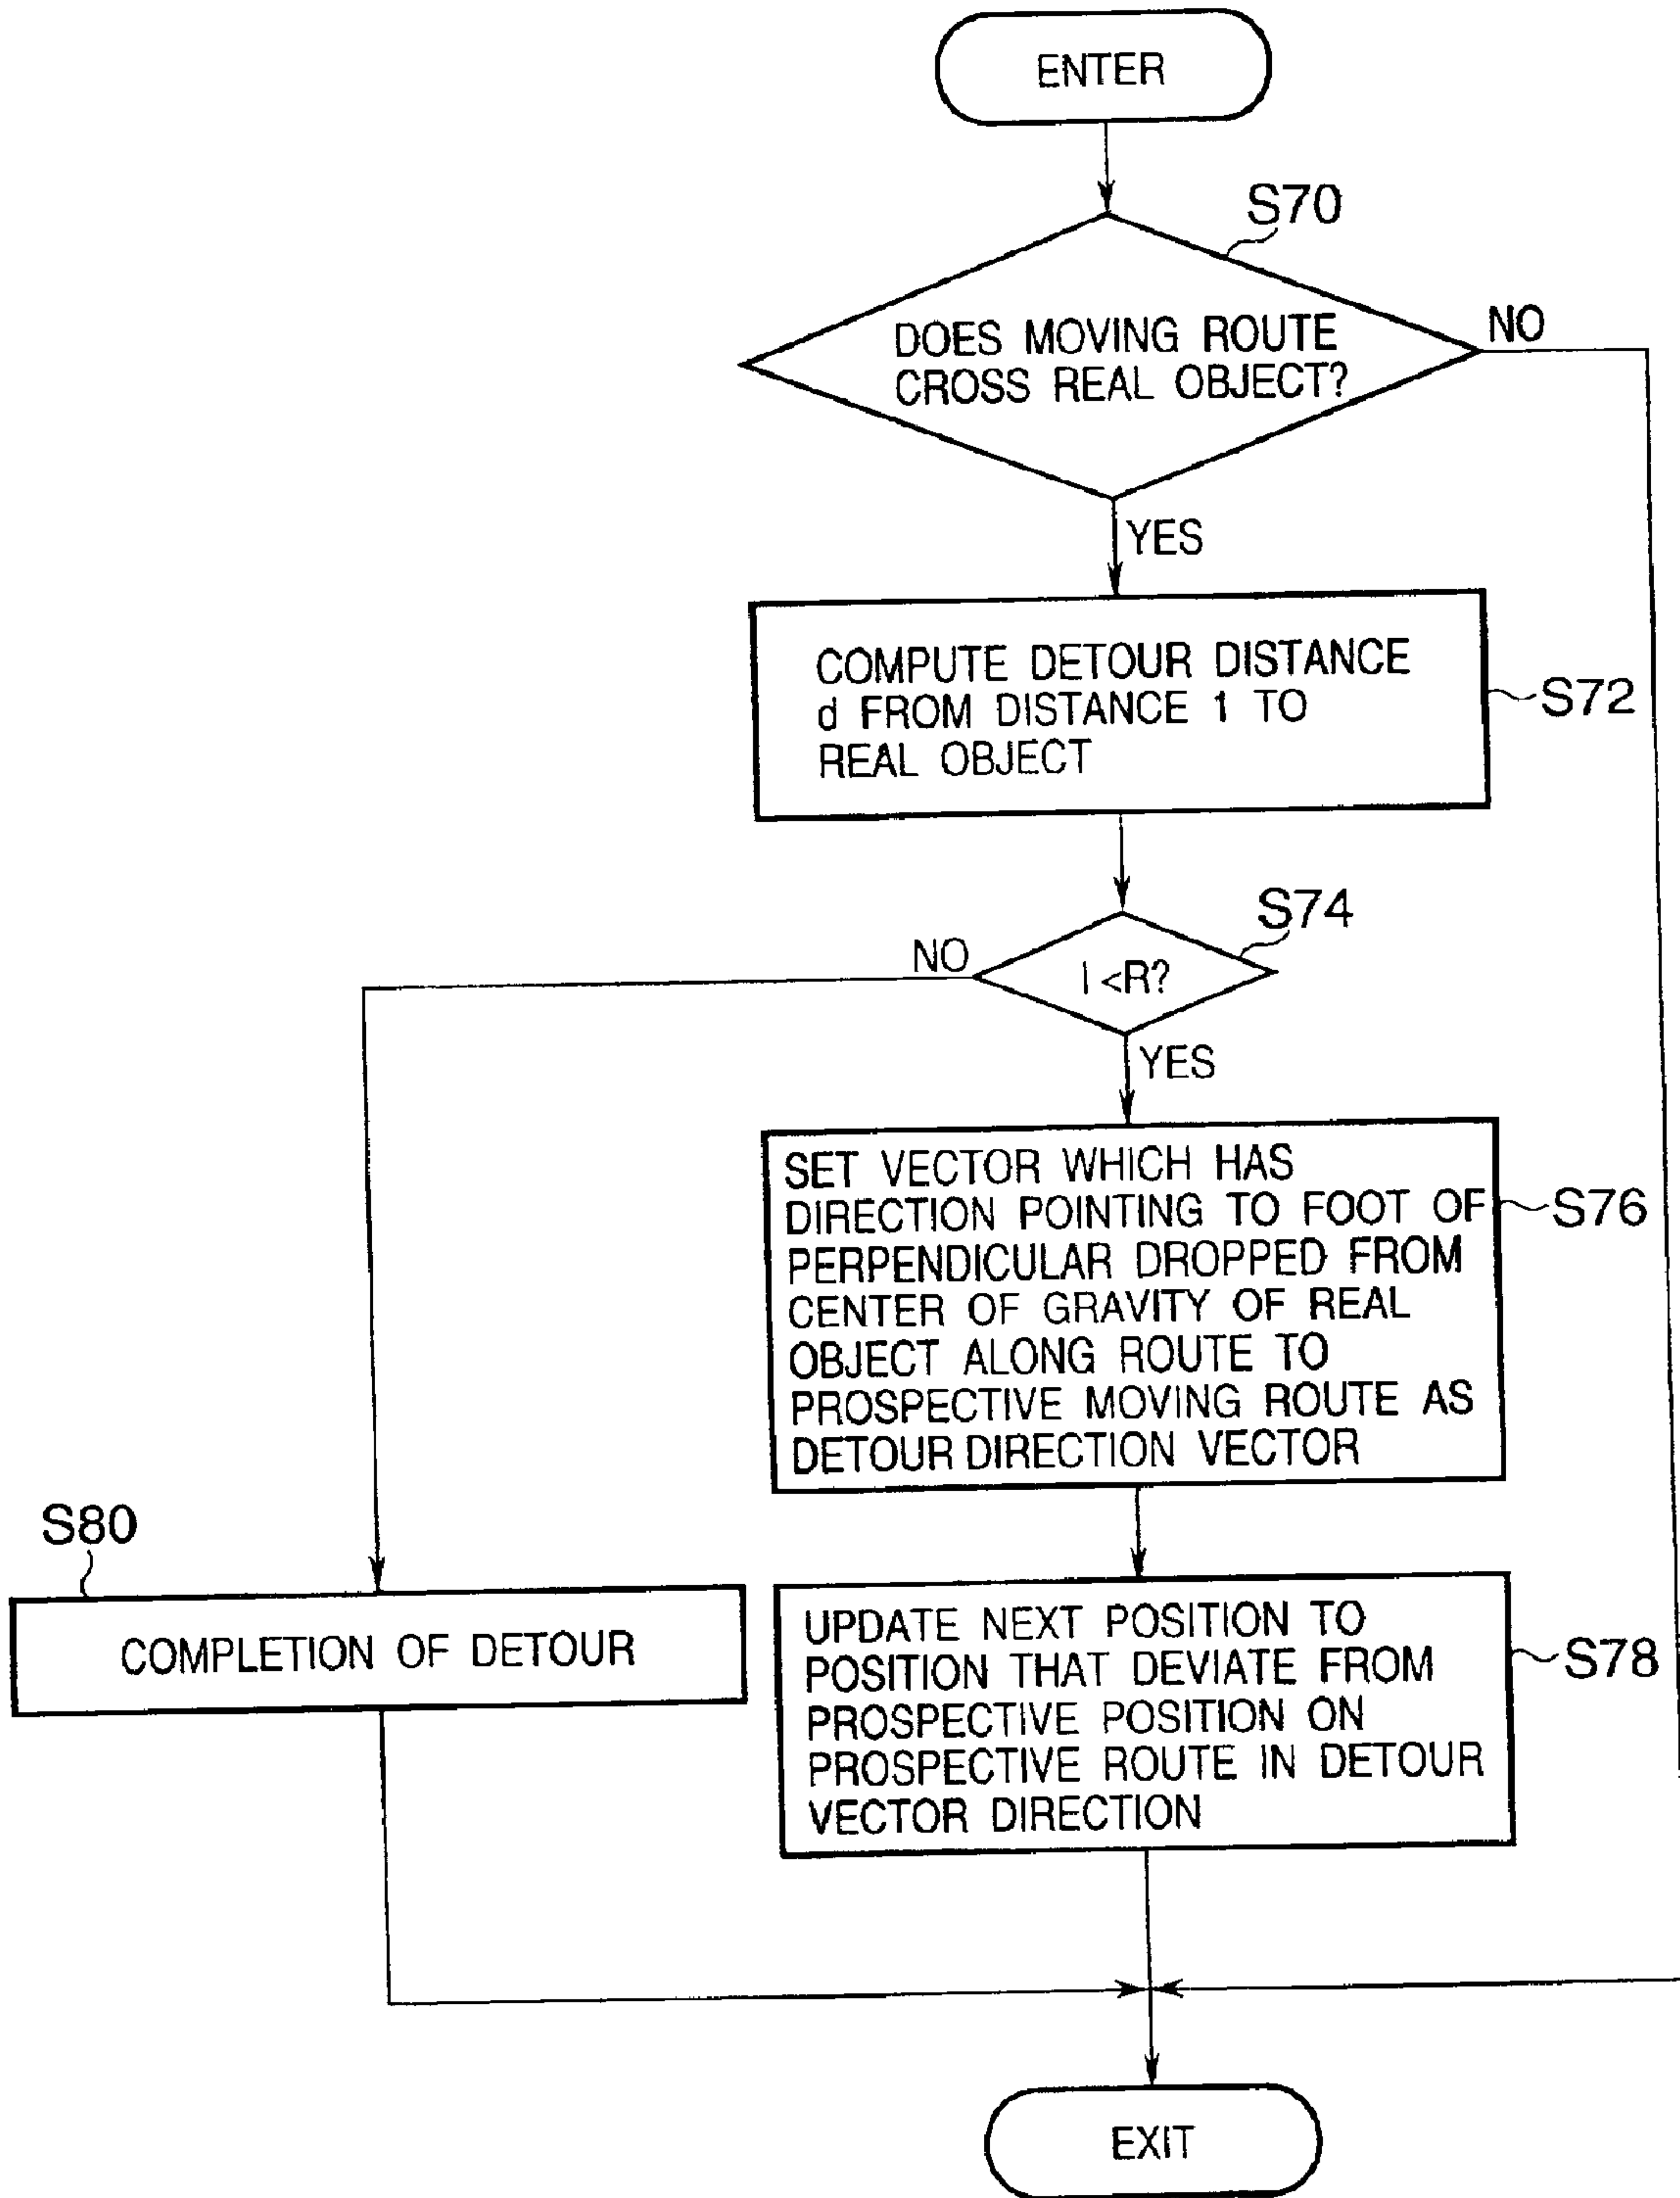 ENTER
S70
DOES MOVING ROUTE
CROSS REAL OBJECT?
NO
YES
COMPUTE DETOUR DISTANCE
d FROM DISTANCE 1 TO
REAL OBJECT
S72
S74
NO
l <R?
YES
SET VECTOR WHICH HAS
DIRECTION POINTING TO FOOT OF
PERPENDICULAR DROPPED FROM
CENTER OF GRAVITY OF REAL
OBJECT ALONG ROUTE TO
PROSPECTIVE MOVING ROUTE AS
DETOUR DIRECTION VECTOR
S76
S80
COMPLETION OF DETOUR
UPDATE NEXT POSITION TO
POSITION THAT DEVIATE FROM
PROSPECTIVE POSITION ON
PROSPECTIVE ROUTE IN DETOUR
VECTOR DIRECTION
S78
EXIT